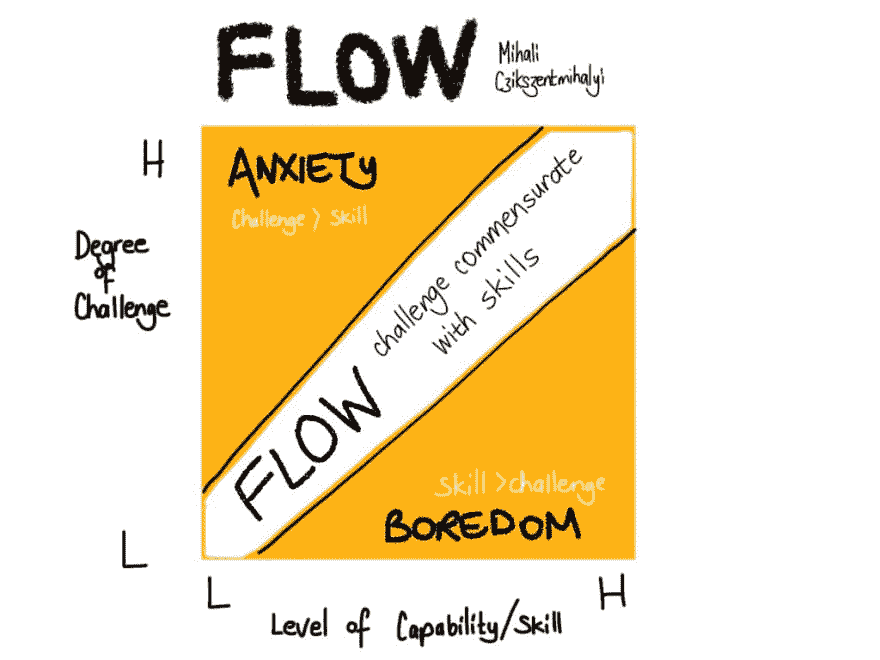 FLOW
Mihali
Czikszentmihalyi
H
ANXIETY
Challenge > Skill
Degree
of
Challenge
challenge commensurate
with skills
FLOW
Skill > challenge
BOREDOM
L
L
H
Level of Capability/Skill